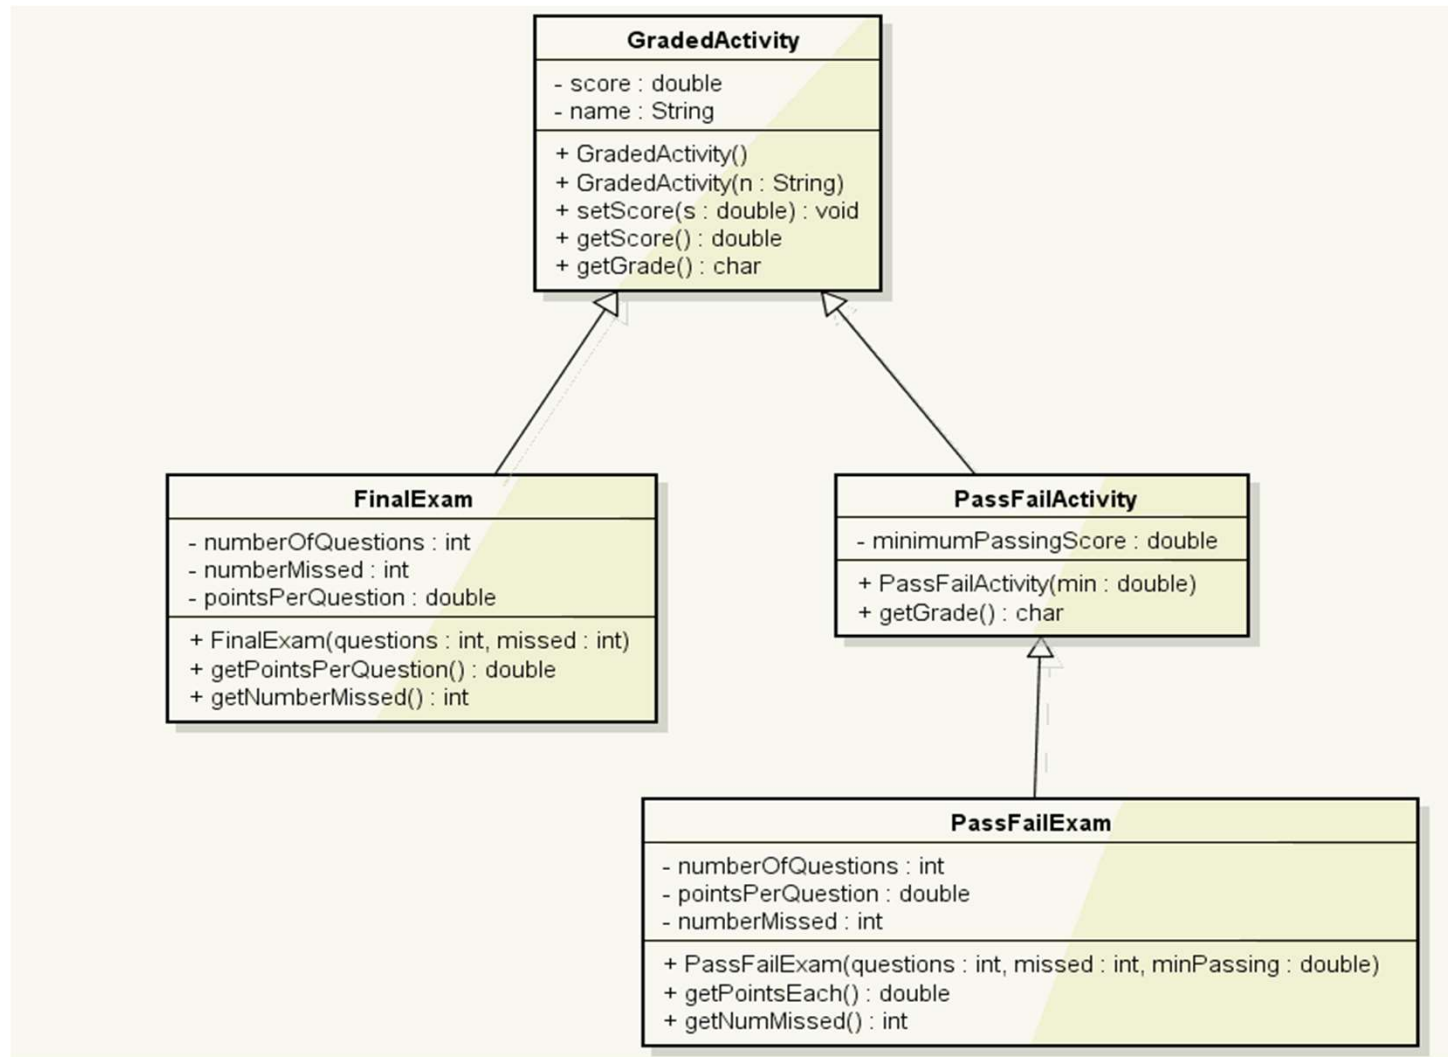 GradedActivity
- score : double
- name : String
+ GradedActivity()
+ GradedActivity(n : String)
+ setScore(s : double) : void
+ getScore() : double
+ getGrade() : char
FinalExam
- numberOfQuestions : int
- numberMissed : int
- pointsPerQuestion : double
+ FinalExam(questions : int, missed : int)
+ getPointsPerQuestion() : double
+ getNumberMissed() : int
PassFailActivity
- minimumPassingScore : double
+ PassFailActivity(min : double)
+ getGrade() : char
PassFailExam
- numberOfQuestions : int
- pointsPerQuestion : double
- numberMissed : int
+ PassFailExam(questions : int, missed : int, minPassing : double)
+ getPointsEach() : double
+ getNumMissed() : int